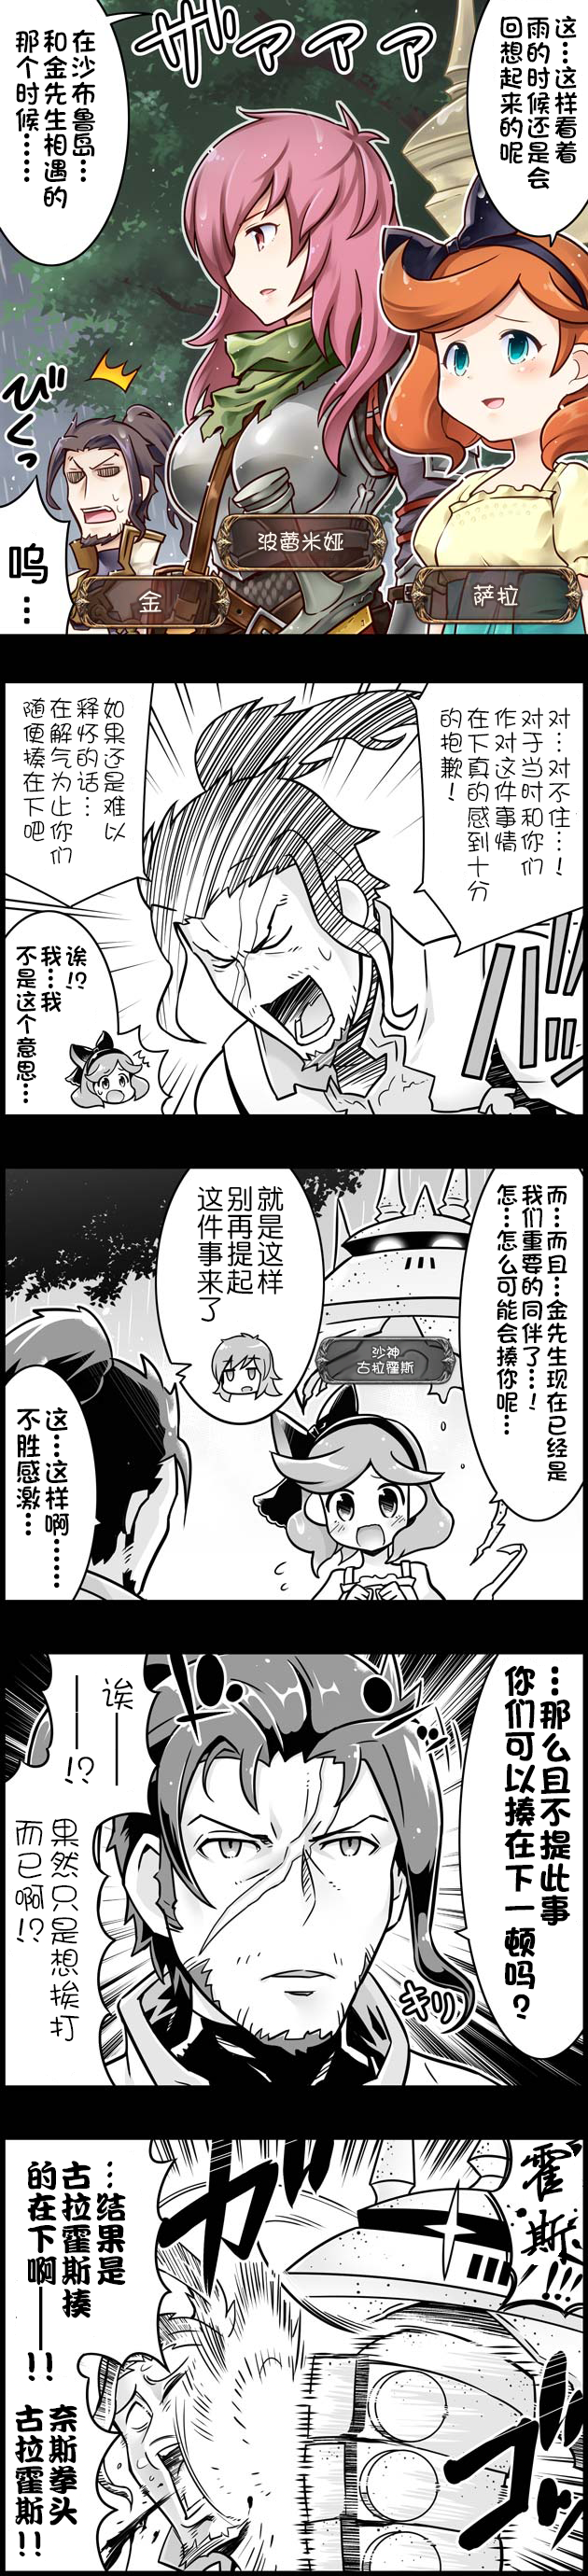 这…这样看着
雨的时候还是会
回想起来的呢
ザァァァ
在沙布鲁岛…
和金先生相遇的
那个时候………
びくっ
呜…
波蕾米娅
金
萨拉
对…对不住…！
对于当时和你们
作对这件事情
在下真的感到十分
的抱歉！
如果还是难以
释怀的话…
在解气为止你们
随便揍在下吧
诶!?
我…我
不是这个意思…
バッ
而…而且…金先生现在已经是
我们重要的同伴了…！
怎…怎么可能会揍你呢…
就是这样
别再提起
这件事来了
沙神
古拉霍斯
这…这样啊……
不胜感激…
…那么且不提此事
你们可以揍在下一顿吗？
诶——
——!?
キリッ
果然只是想挨打
而已啊!?
霍斯!!!
ガッ
…结果是
古拉霍斯揍
的在下啊——!!
奈斯拳头
古拉霍斯!!